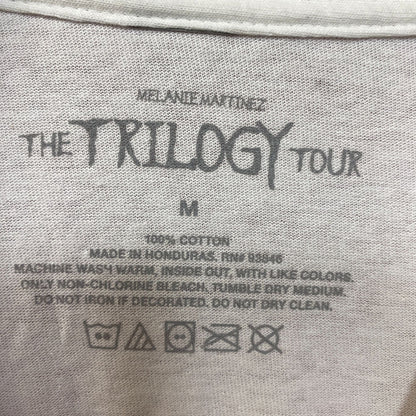 MELANIE MARTINEZ
THE TRILOGY TOUR
M
100% COTTON
MADE IN HONDURAS. RN# 93846
MACHINE WASH WARM, INSIDE OUT, WITH LIKE COLORS.
ONLY NON-CHLORINE BLEACH. TUMBLE DRY MEDIUM.
DO NOT IRON IF DECORATED. DO NOT DRY CLEAN.